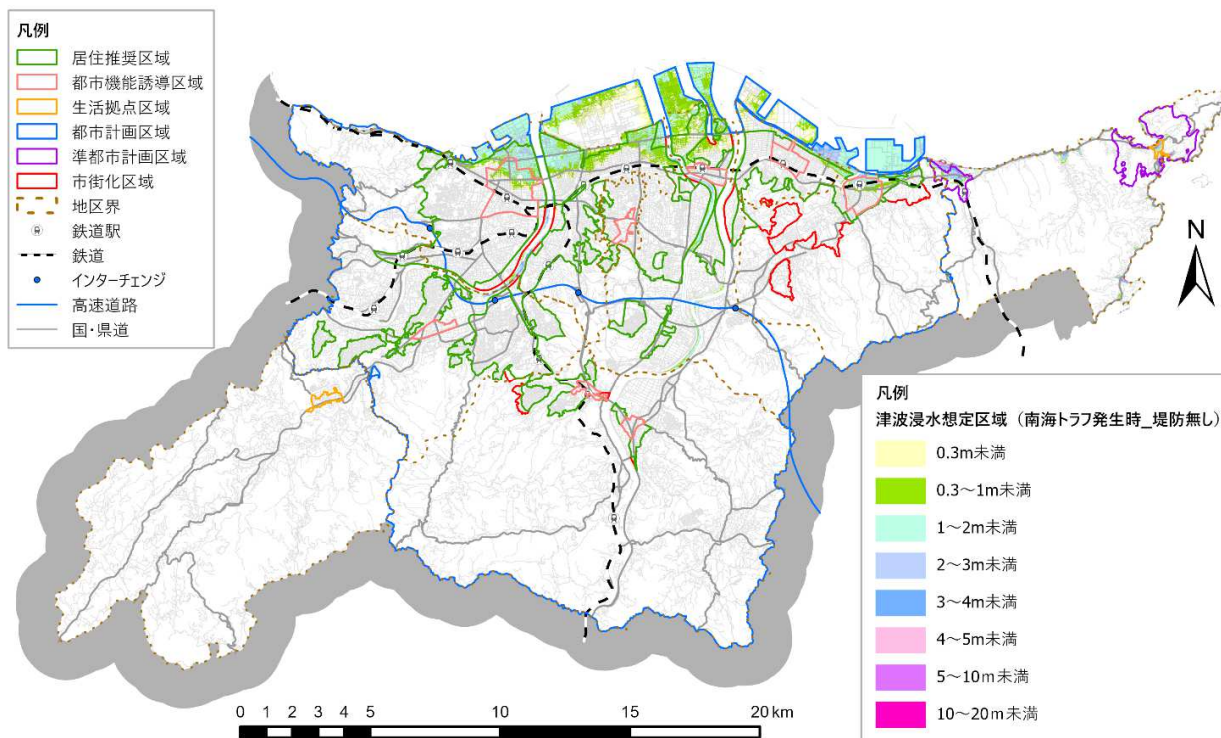 凡例
居住推奨区域
都市機能誘導区域
生活拠点区域
都市計画区域
準都市計画区域
市街化区域
地区界
鉄道駅
鉄道
インターチェンジ
高速道路
国・県道
N
凡例
津波浸水想定区域（南海トラフ発生時_堤防無し）
0.3m未満
0.3～1m未満
1～2m未満
2～3m未満
3～4m未満
4～5m未満
5～10m未満
10～20m未満
0 1 2 3 4 5 10 15 20 km